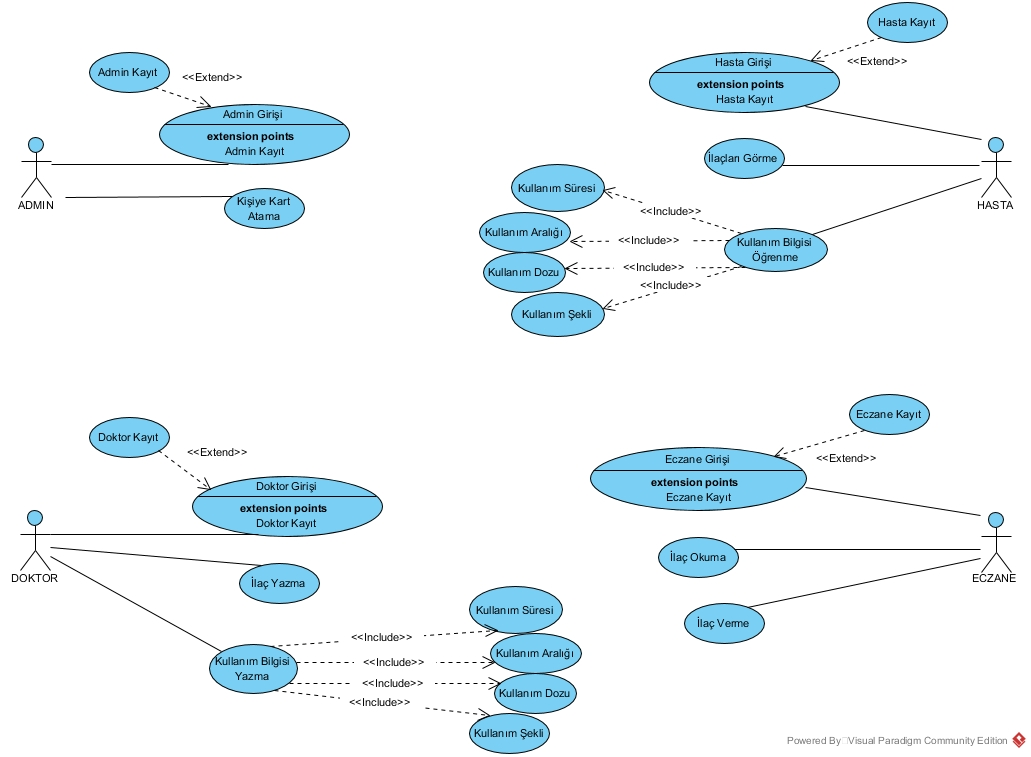 Admin Kayıt
<<Extend>>
Admin Girişi
extension points
Admin Kayıt
ADMIN
Kişiye Kart
Atama
Hasta Kayıt
<<Extend>>
Hasta Girişi
extension points
Hasta Kayıt
İlaçları Görme
HASTA
Kullanım Süresi
<<Include>>
Kullanım Aralığı
<<Include>>
Kullanım Bilgisi
Öğrenme
Kullanım Dozu
<<Include>>
<<Include>>
Kullanım Şekli
Doktor Kayıt
<<Extend>>
Doktor Girişi
extension points
Doktor Kayıt
DOKTOR
İlaç Yazma
Kullanım Bilgisi
Yazma
<<Include>>
Kullanım Süresi
<<Include>>
Kullanım Aralığı
<<Include>>
Kullanım Dozu
<<Include>>
Kullanım Şekli
Eczane Kayıt
<<Extend>>
Eczane Girişi
extension points
Eczane Kayıt
İlaç Okuma
ECZANE
İlaç Verme
Powered By Visual Paradigm Community Edition